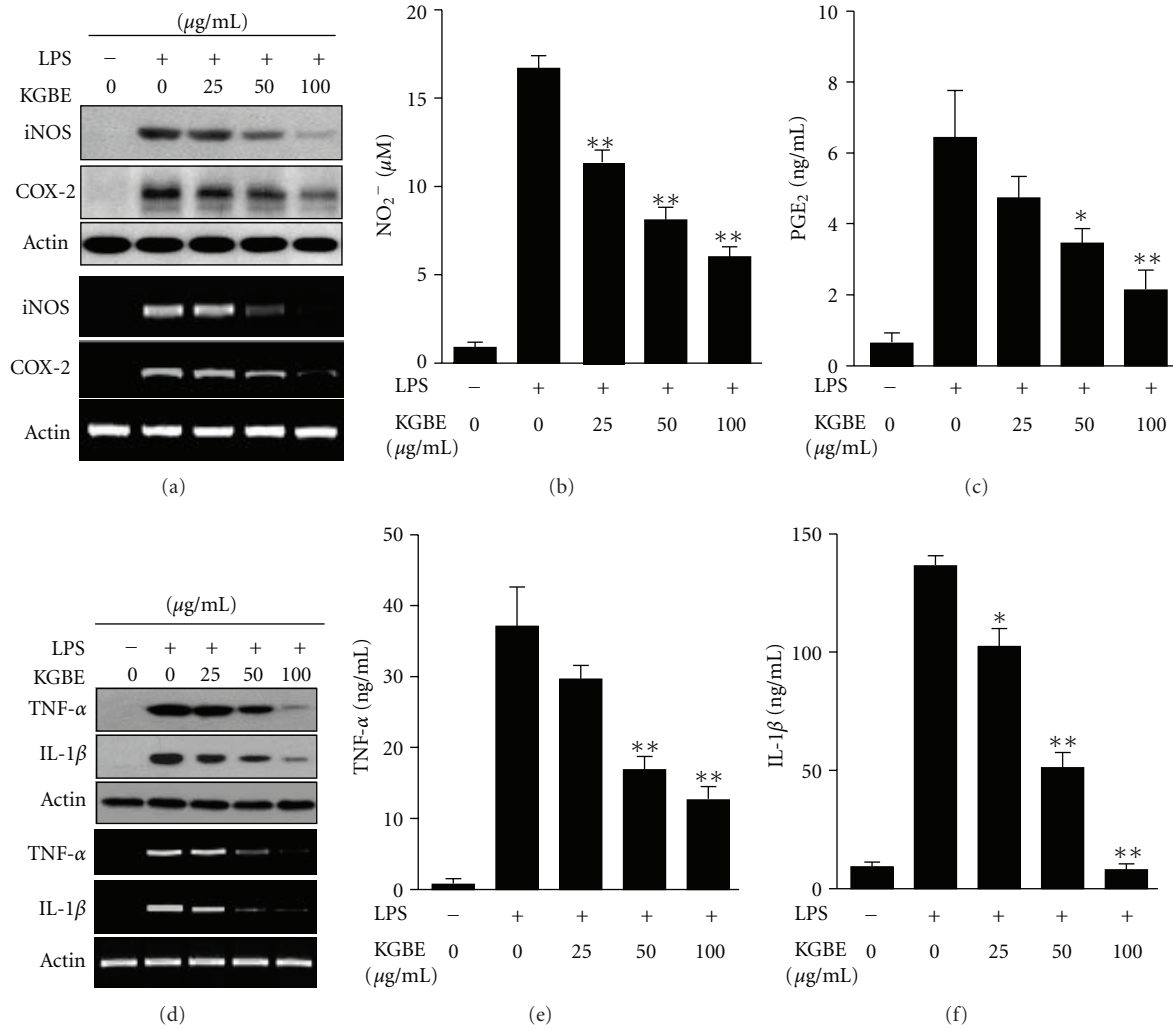 (μg/mL)
LPS − + + + +
KGBE 0 0 25 50 100
iNOS
COX-2
Actin
iNOS
COX-2
Actin
(a)
20
15
10
5
0
NO₂⁻ (μM)
** ** **
LPS − + + + +
KGBE 0 0 25 50 100
(μg/mL)
(b)
10
8
6
4
2
0
PGE₂ (ng/mL)
* **
LPS − + + + +
KGBE 0 0 25 50 100
(μg/mL)
(c)
(μg/mL)
LPS − + + + +
KGBE 0 0 25 50 100
TNF-α
IL-1β
Actin
TNF-α
IL-1β
Actin
(d)
50
40
30
20
10
0
TNF-α (ng/mL)
** **
LPS − + + + +
KGBE 0 0 25 50 100
(μg/mL)
(e)
150
100
50
0
IL-1β (ng/mL)
* ** **
LPS − + + + +
KGBE 0 0 25 50 100
(μg/mL)
(f)